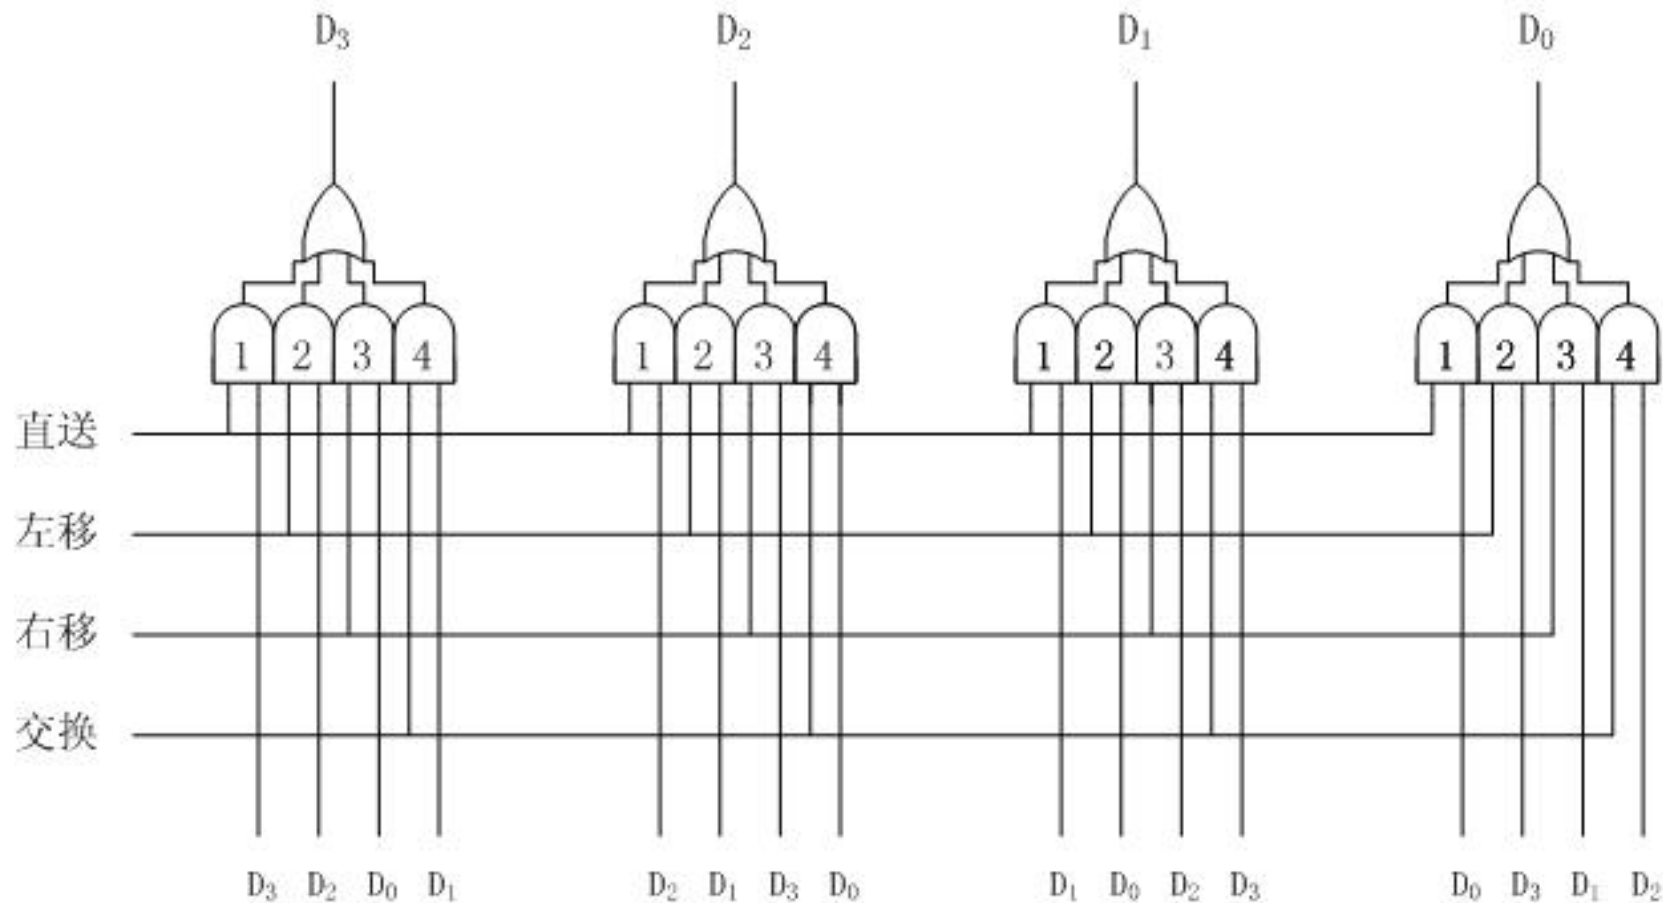 D₃ D₂ D₁ D₀
1 2 3 4 1 2 3 4 1 2 3 4 1 2 3 4
直送
左移
右移
交换
D₃ D₂ D₀ D₁ D₂ D₁ D₃ D₀ D₁ D₀ D₂ D₃ D₀ D₃ D₁ D₂